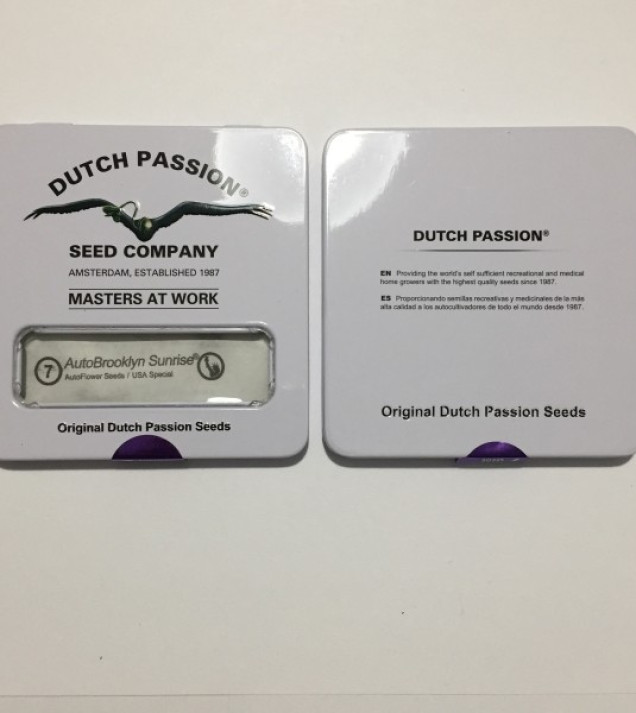 DUTCH PASSION®
SEED COMPANY
AMSTERDAM, ESTABLISHED 1987
MASTERS AT WORK
7 AutoBrooklyn Sunrise®
AutoFlower Seeds / USA Special
Original Dutch Passion Seeds
DUTCH PASSION®
EN Providing the world's self sufficient recreational and medical
home growers with the highest quality seeds since 1987.
ES Proporcionando semillas recreativas y medicinales de la más
alta calidad a los autocultivadores de todo el mundo desde 1987.
Original Dutch Passion Seeds